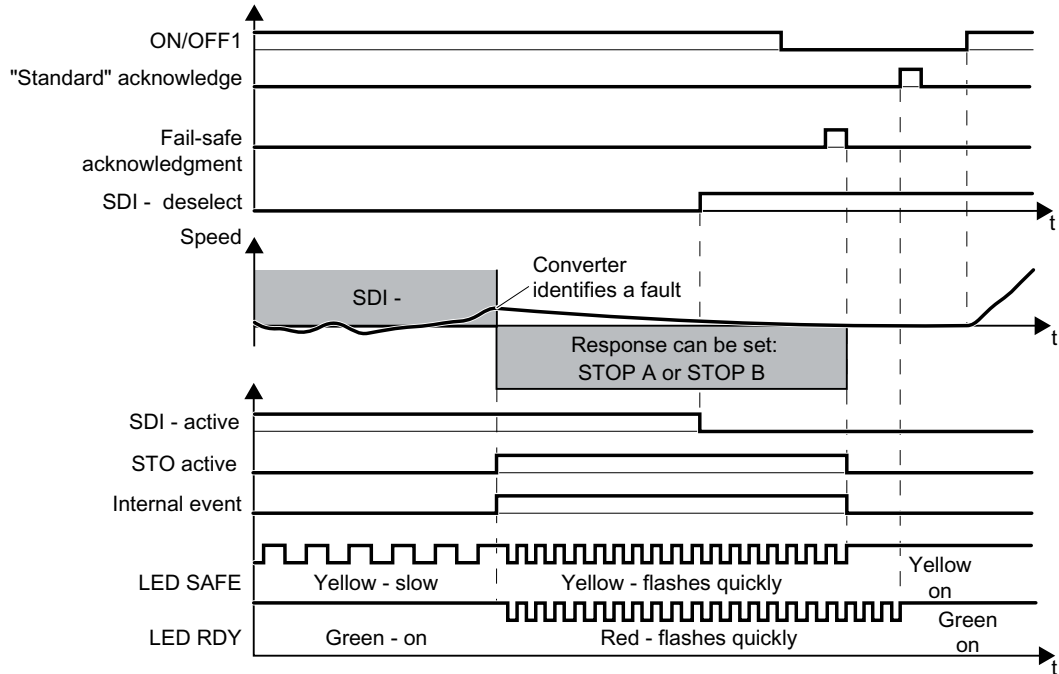 ON/OFF1
"Standard" acknowledge
Fail-safe
acknowledgment
SDI - deselect
t
Speed
Converter
identifies a fault
SDI -
t
Response can be set:
STOP A or STOP B
SDI - active
STO active
Internal event
LED SAFE
Yellow - slow
Yellow - flashes quickly
Yellow
on
LED RDY
Green - on
Red - flashes quickly
Green
on
t